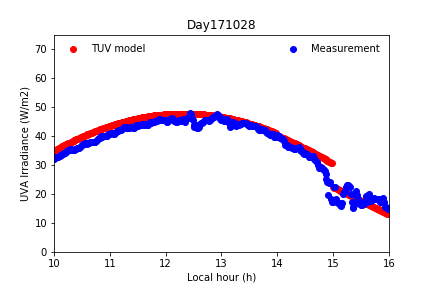 Day171028
TUV model
Measurement
UVA Irradiance (W/m2)
70
60
50
40
30
20
10
0
10 11 12 13 14 15 16
Local hour (h)